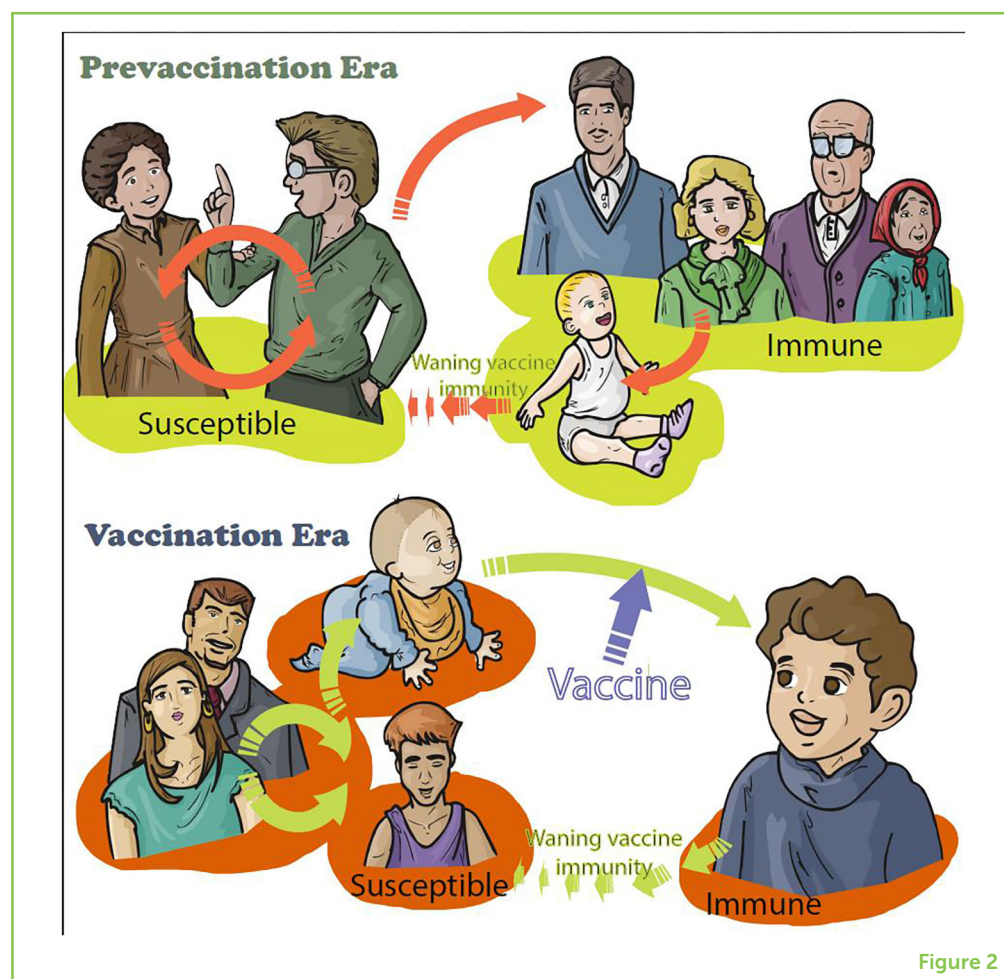 Prevaccination Era
Immune
Waning vaccine
immunity
Susceptible
Vaccination Era
Vaccine
Waning vaccine
immunity
Susceptible
Immune
Figure 2